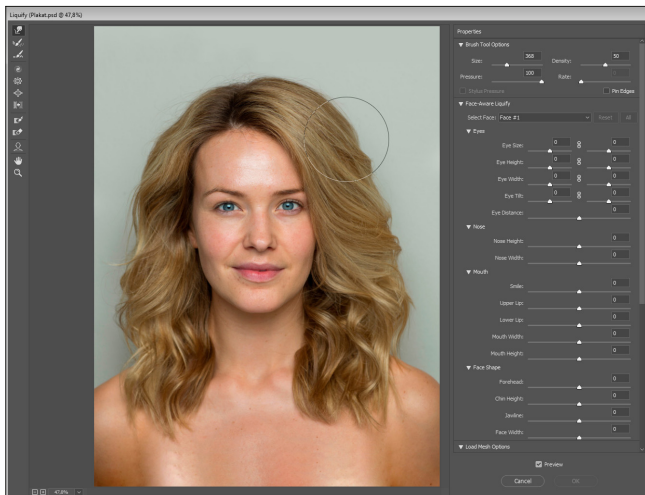 Liquify (Plakat.psd @ 47,8%)
Properties
Brush Tool Options
Size: 368 Density: 50
Pressure: 100 Rate:
Stylus Pressure Pin Edges
Face-Aware Liquify
Select Face: Face #1 Reset All
Eyes
Eye Size: 0 0
Eye Height: 0 0
Eye Width: 0 0
Eye Tilt: 0 0
Eye Distance: 0
Nose
Nose Height: 0
Nose Width: 0
Mouth
Smile: 0
Upper Lip: 0
Lower Lip: 0
Mouth Width: 0
Mouth Height: 0
Face Shape
Forehead: 0
Chin Height: 0
Jawline: 0
Face Width: 0
Load Mesh Options
Preview
Cancel OK
47,8%